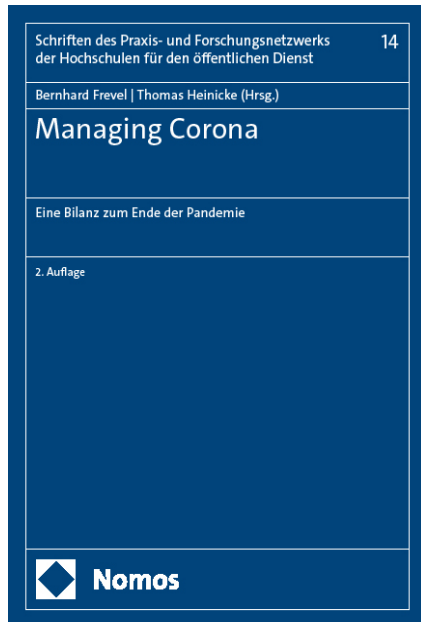 Schriften des Praxis- und Forschungsnetzwerks 14
der Hochschulen für den öffentlichen Dienst
Bernhard Frevel | Thomas Heinicke (Hrsg.)
Managing Corona
Eine Bilanz zum Ende der Pandemie
2. Auflage
Nomos